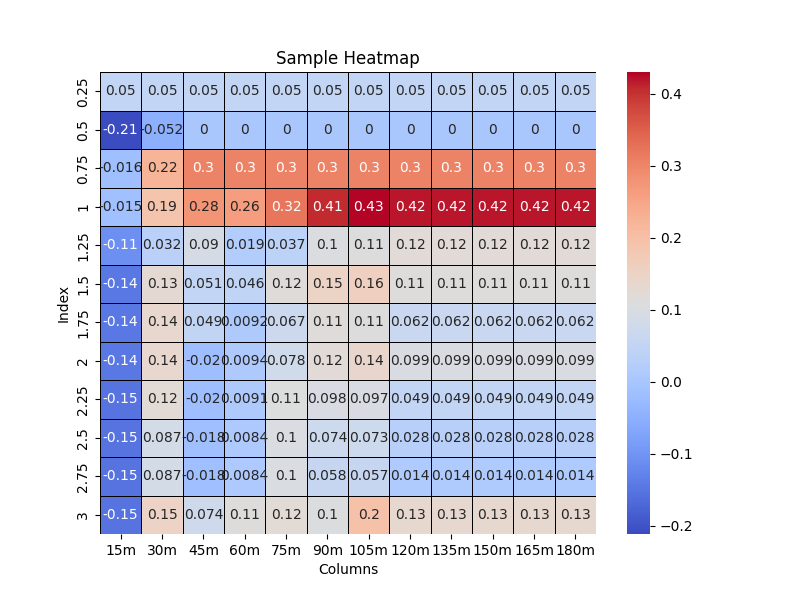 Sample Heatmap
0.25 0.05 0.05 0.05 0.05 0.05 0.05 0.05 0.05 0.05 0.05 0.05 0.05
0.5 -0.21 -0.052 0 0 0 0 0 0 0 0 0 0
0.75 -0.016 0.22 0.3 0.3 0.3 0.3 0.3 0.3 0.3 0.3 0.3 0.3
1 -0.015 0.19 0.28 0.26 0.32 0.41 0.43 0.42 0.42 0.42 0.42 0.42
1.25 -0.11 0.032 0.09 0.019 0.037 0.1 0.11 0.12 0.12 0.12 0.12 0.12
1.5 -0.14 0.13 0.051 0.046 0.12 0.15 0.16 0.11 0.11 0.11 0.11 0.11
1.75 -0.14 0.14 0.049 0.0092 0.067 0.11 0.11 0.062 0.062 0.062 0.062 0.062
2 -0.14 0.14 -0.02 0.0094 0.078 0.12 0.14 0.099 0.099 0.099 0.099 0.099
2.25 -0.15 0.12 -0.02 0.0091 0.11 0.098 0.097 0.049 0.049 0.049 0.049 0.049
2.5 -0.15 0.087 -0.018 0.0084 0.1 0.074 0.073 0.028 0.028 0.028 0.028 0.028
2.75 -0.15 0.087 -0.018 0.0084 0.1 0.058 0.057 0.014 0.014 0.014 0.014 0.014
3 -0.15 0.15 0.074 0.11 0.12 0.1 0.2 0.13 0.13 0.13 0.13 0.13
15m 30m 45m 60m 75m 90m 105m 120m 135m 150m 165m 180m
Columns
Index
0.4
0.3
0.2
0.1
0.0
−0.1
−0.2